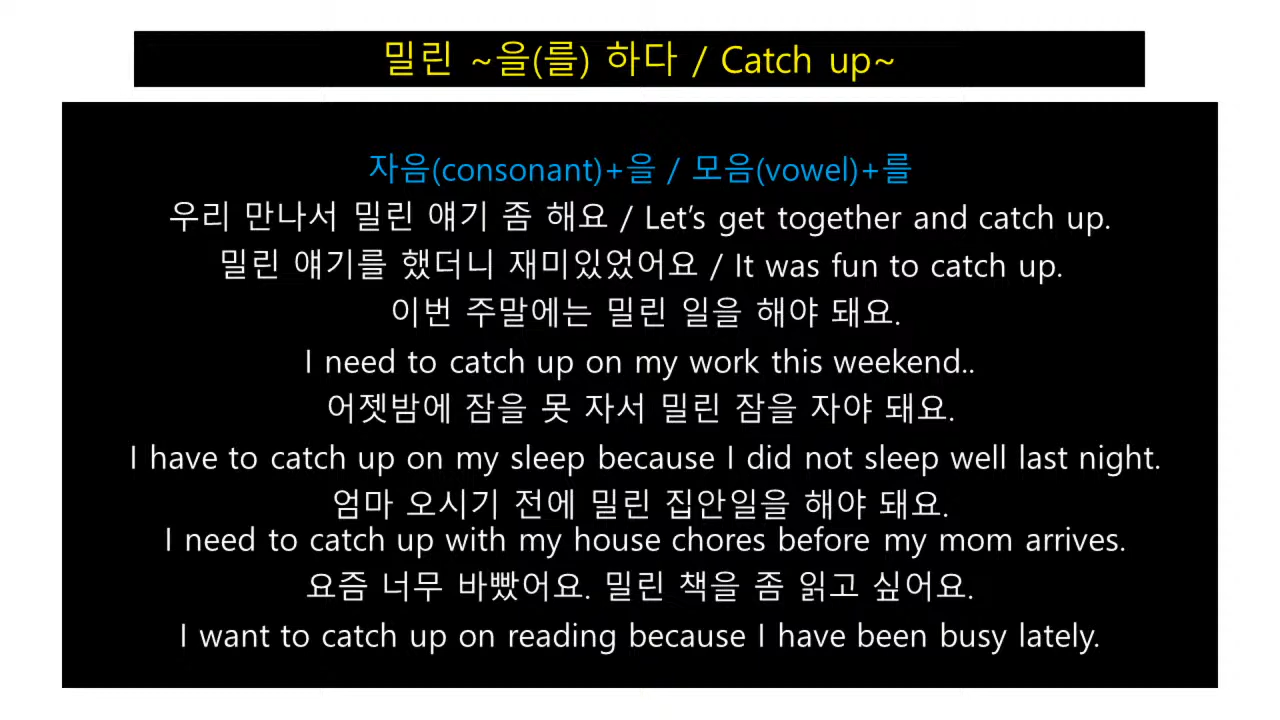 밀린 ~을(를) 하다 / Catch up~
자음(consonant)+을 / 모음(vowel)+를
우리 만나서 밀린 얘기 좀 해요 / Let’s get together and catch up.
밀린 얘기를 했더니 재미있었어요 / It was fun to catch up.
이번 주말에는 밀린 일을 해야 돼요.
I need to catch up on my work this weekend..
어젯밤에 잠을 못 자서 밀린 잠을 자야 돼요.
I have to catch up on my sleep because I did not sleep well last night.
엄마 오시기 전에 밀린 집안일을 해야 돼요.
I need to catch up with my house chores before my mom arrives.
요즘 너무 바빴어요. 밀린 책을 좀 읽고 싶어요.
I want to catch up on reading because I have been busy lately.